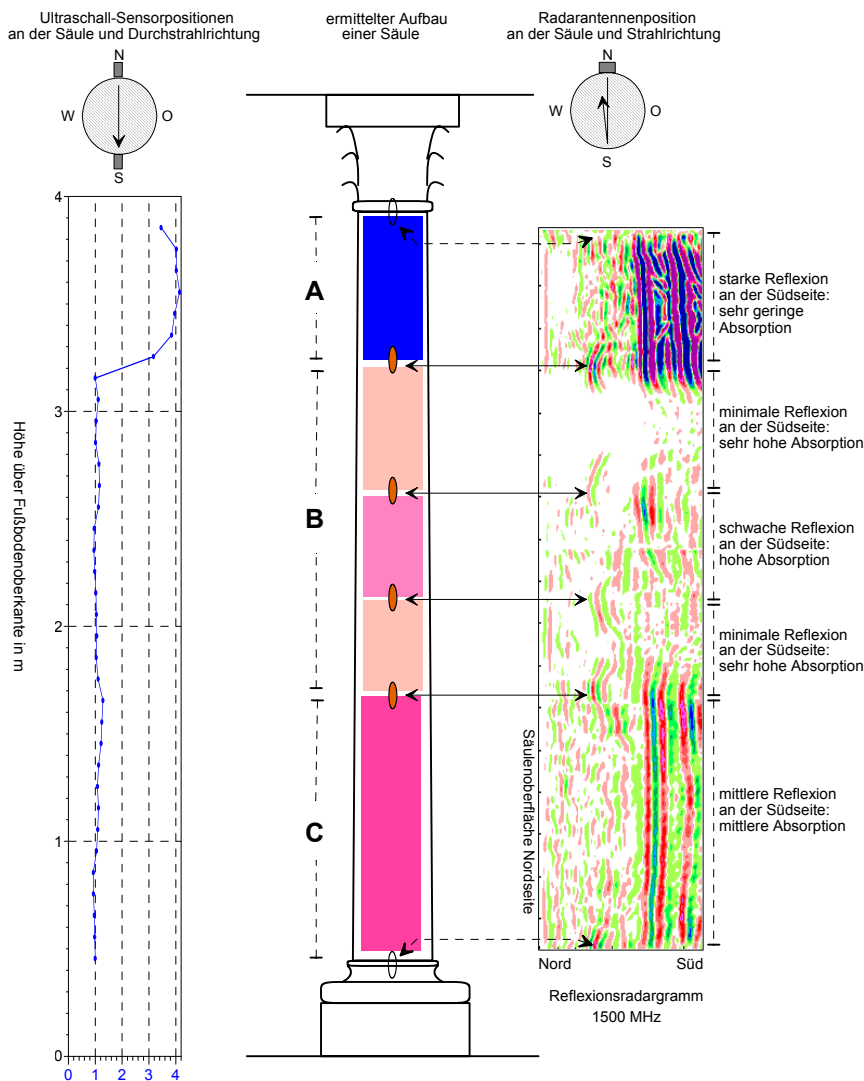 Ultraschall-Sensorpositionen
an der Säule und Durchstrahlrichtung
ermittelter Aufbau
einer Säule
Radarantennenposition
an der Säule und Strahlrichtung
N
W
O
S
N
W
O
S
4
3
2
1
0
Höhe über Fußbodenoberkante in m
0
1
2
3
4
A
B
C
starke Reflexion
an der Südseite:
sehr geringe
Absorption
minimale Reflexion
an der Südseite:
sehr hohe Absorption
schwache Reflexion
an der Südseite:
hohe Absorption
minimale Reflexion
an der Südseite:
sehr hohe Absorption
mittlere Reflexion
an der Südseite:
mittlere Absorption
Säulenoberfläche Nordseite
Nord
Süd
Reflexionsradargramm
1500 MHz